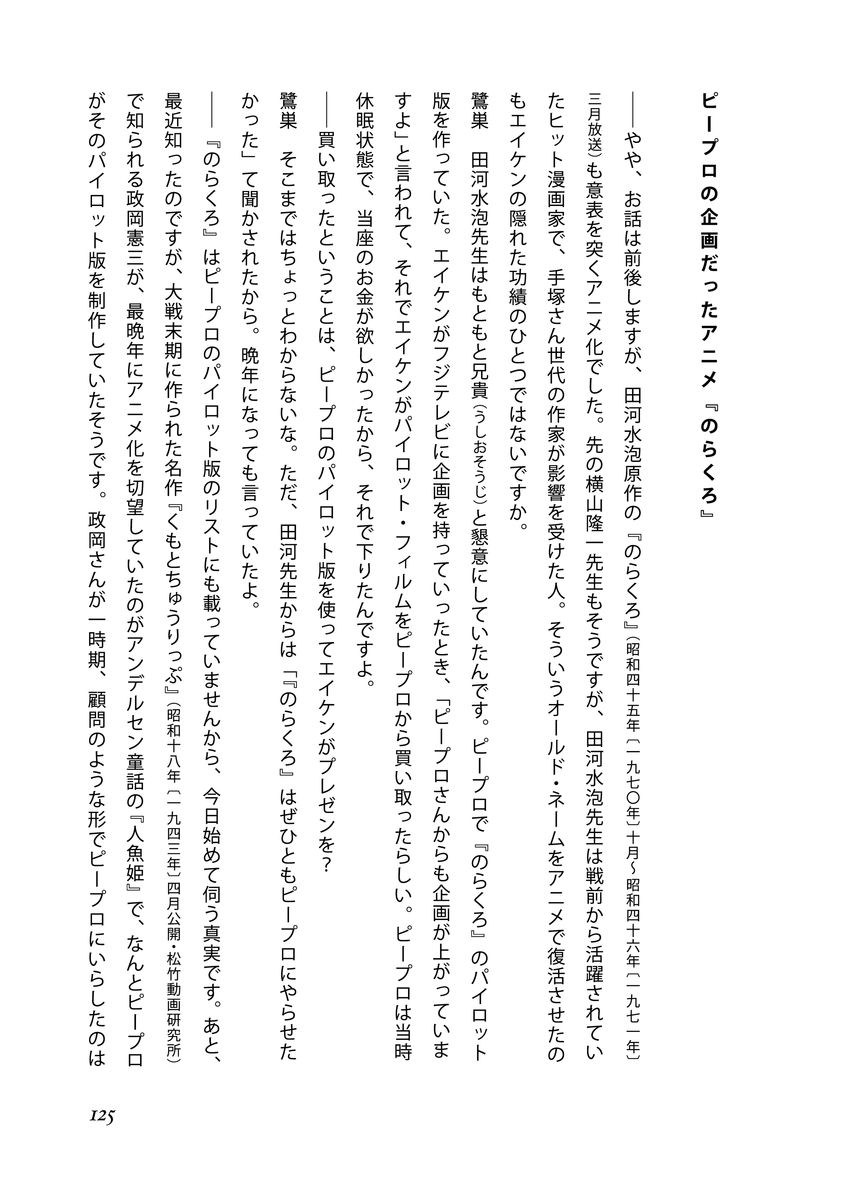 ピープロの企画だったアニメ『のらくろ』
――やや、お話は前後しますが、田河水泡原作の『のらくろ』(昭和四十五年〔一九七〇年〕十月～昭和四十六年〔一九七一年〕
三月放送)も意表を突くアニメ化でした。先の横山隆一先生もそうですが、田河水泡先生は戦前から活躍されてい
たヒット漫画家で、手塚さん世代の作家が影響を受けた人。そういうオールド・ネームをアニメで復活させたの
もエイケンの隠れた功績のひとつではないですか。
鷺巣　田河水泡先生はもともと兄貴(うしおそうじ)と懇意にしていたんです。ピープロで『のらくろ』のパイロット
版を作っていた。エイケンがフジテレビに企画を持っていったとき、「ピープロさんからも企画が上がっていま
すよ」と言われて、それでエイケンがパイロット・フィルムをピープロから買い取ったらしい。ピープロは当時
休眠状態で、当座のお金が欲しかったから、それで下りたんですよ。
――買い取ったということは、ピープロのパイロット版を使ってエイケンがプレゼンを？
鷺巣　そこまではちょっとわからないな。ただ、田河先生からは「『のらくろ』はぜひともピープロにやらせた
かった」て聞かされたから。晩年になっても言っていたよ。
――『のらくろ』はピープロのパイロット版のリストにも載っていませんから、今日始めて伺う真実です。あと、
最近知ったのですが、大戦末期に作られた名作『くもとちゅうりっぷ』(昭和十八年〔一九四三年〕四月公開・松竹動画研究所)
で知られる政岡憲三が、最晩年にアニメ化を切望していたのがアンデルセン童話の『人魚姫』で、なんとピープロ
がそのパイロット版を制作していたそうです。政岡さんが一時期、顧問のような形でピープロにいらしたのは
125